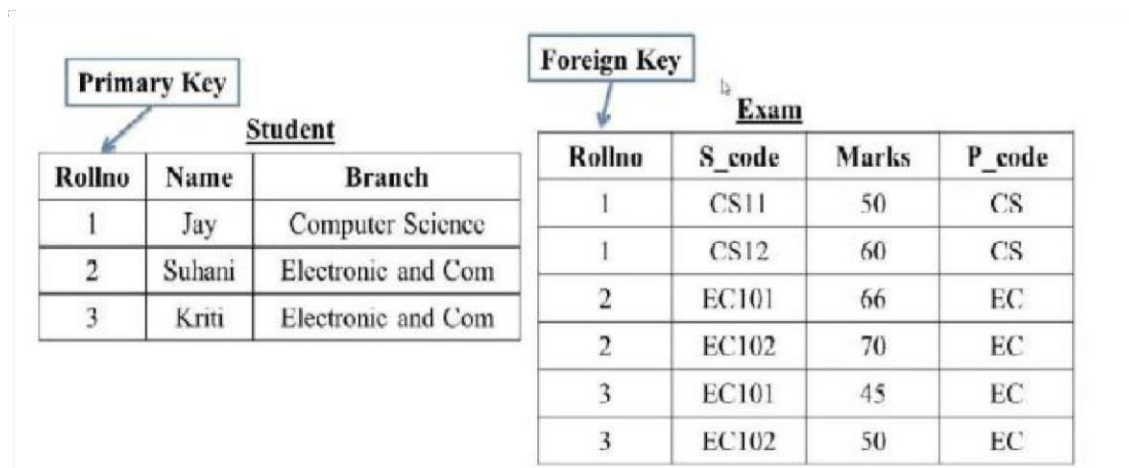 Primary Key
Student
Rollno Name Branch
1 Jay Computer Science
2 Suhani Electronic and Com
3 Kriti Electronic and Com
Foreign Key
Exam
Rollno S_code Marks P_code
1 CS11 50 CS
1 CS12 60 CS
2 EC101 66 EC
2 EC102 70 EC
3 EC101 45 EC
3 EC102 50 EC